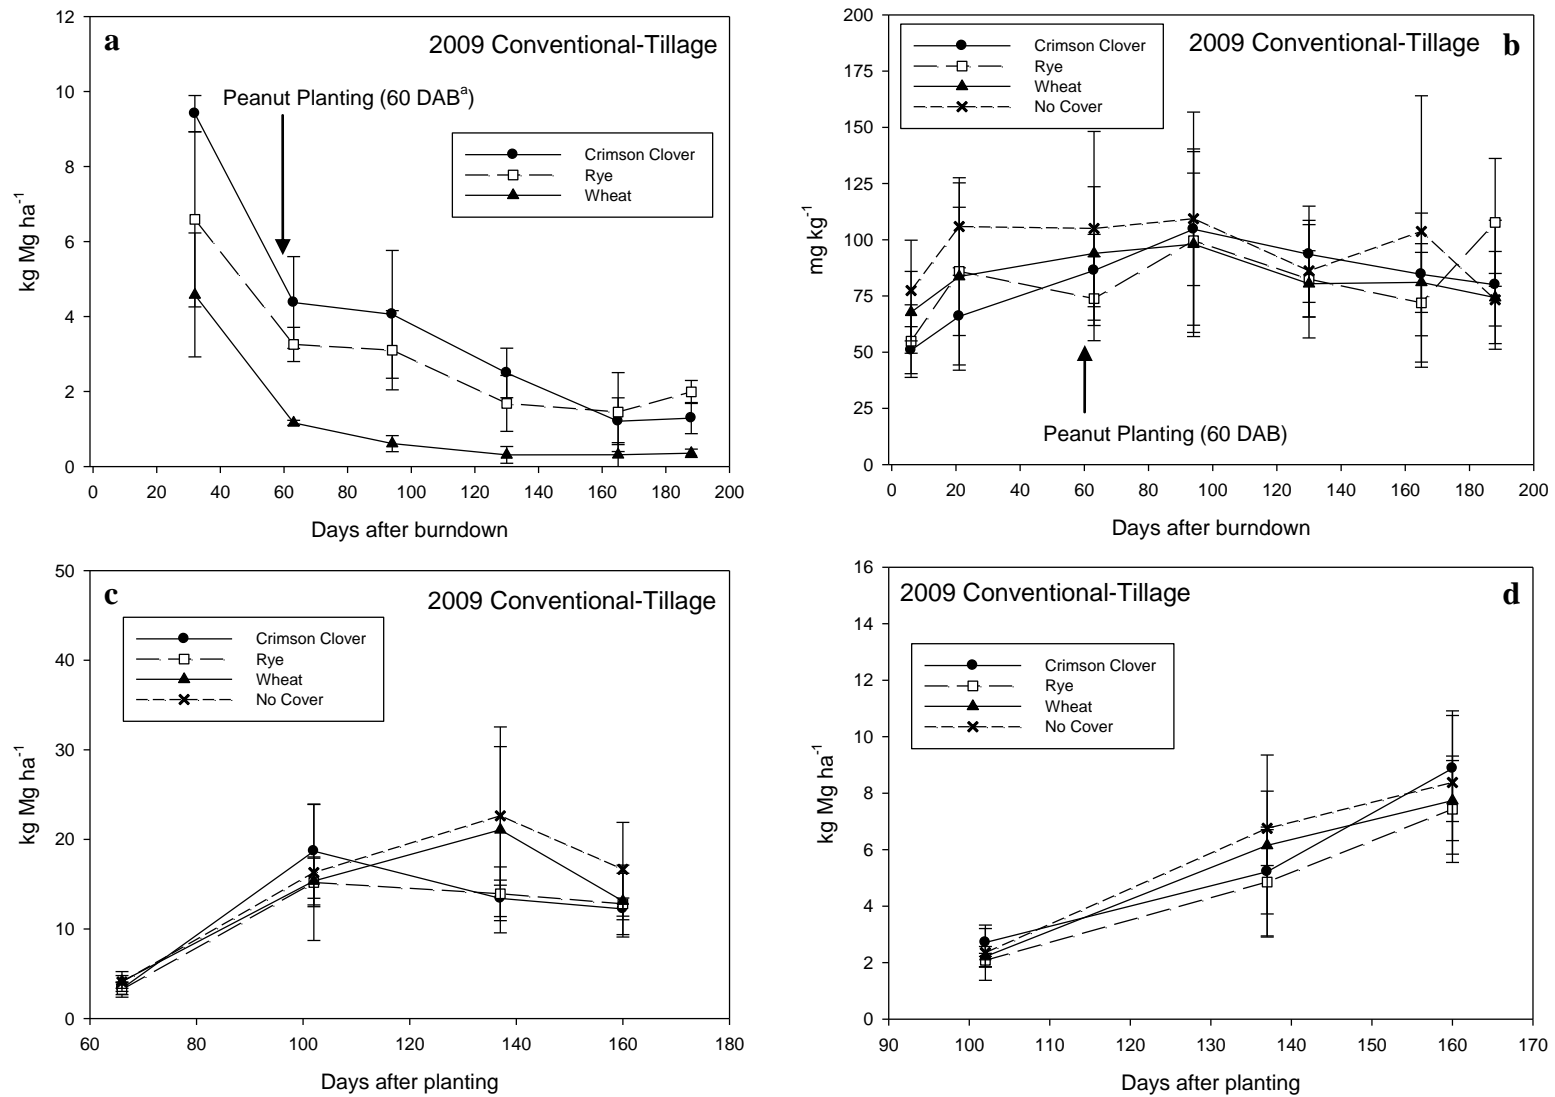 a
2009 Conventional-Tillage
Peanut Planting (60 DABᵃ)
Crimson Clover
Rye
Wheat
kg Mg ha⁻¹
12
10
8
6
4
2
0
0 20 40 60 80 100 120 140 160 180 200
Days after burndown
b
2009 Conventional-Tillage
Crimson Clover
Rye
Wheat
No Cover
Peanut Planting (60 DAB)
mg kg⁻¹
200
175
150
125
100
75
50
25
0
0 20 40 60 80 100 120 140 160 180 200
Days after burndown
c
2009 Conventional-Tillage
Crimson Clover
Rye
Wheat
No Cover
kg Mg ha⁻¹
50
40
30
20
10
0
60 80 100 120 140 160 180
Days after planting
2009 Conventional-Tillage
d
Crimson Clover
Rye
Wheat
No Cover
kg Mg ha⁻¹
16
14
12
10
8
6
4
2
0
90 100 110 120 130 140 150 160 170
Days after planting